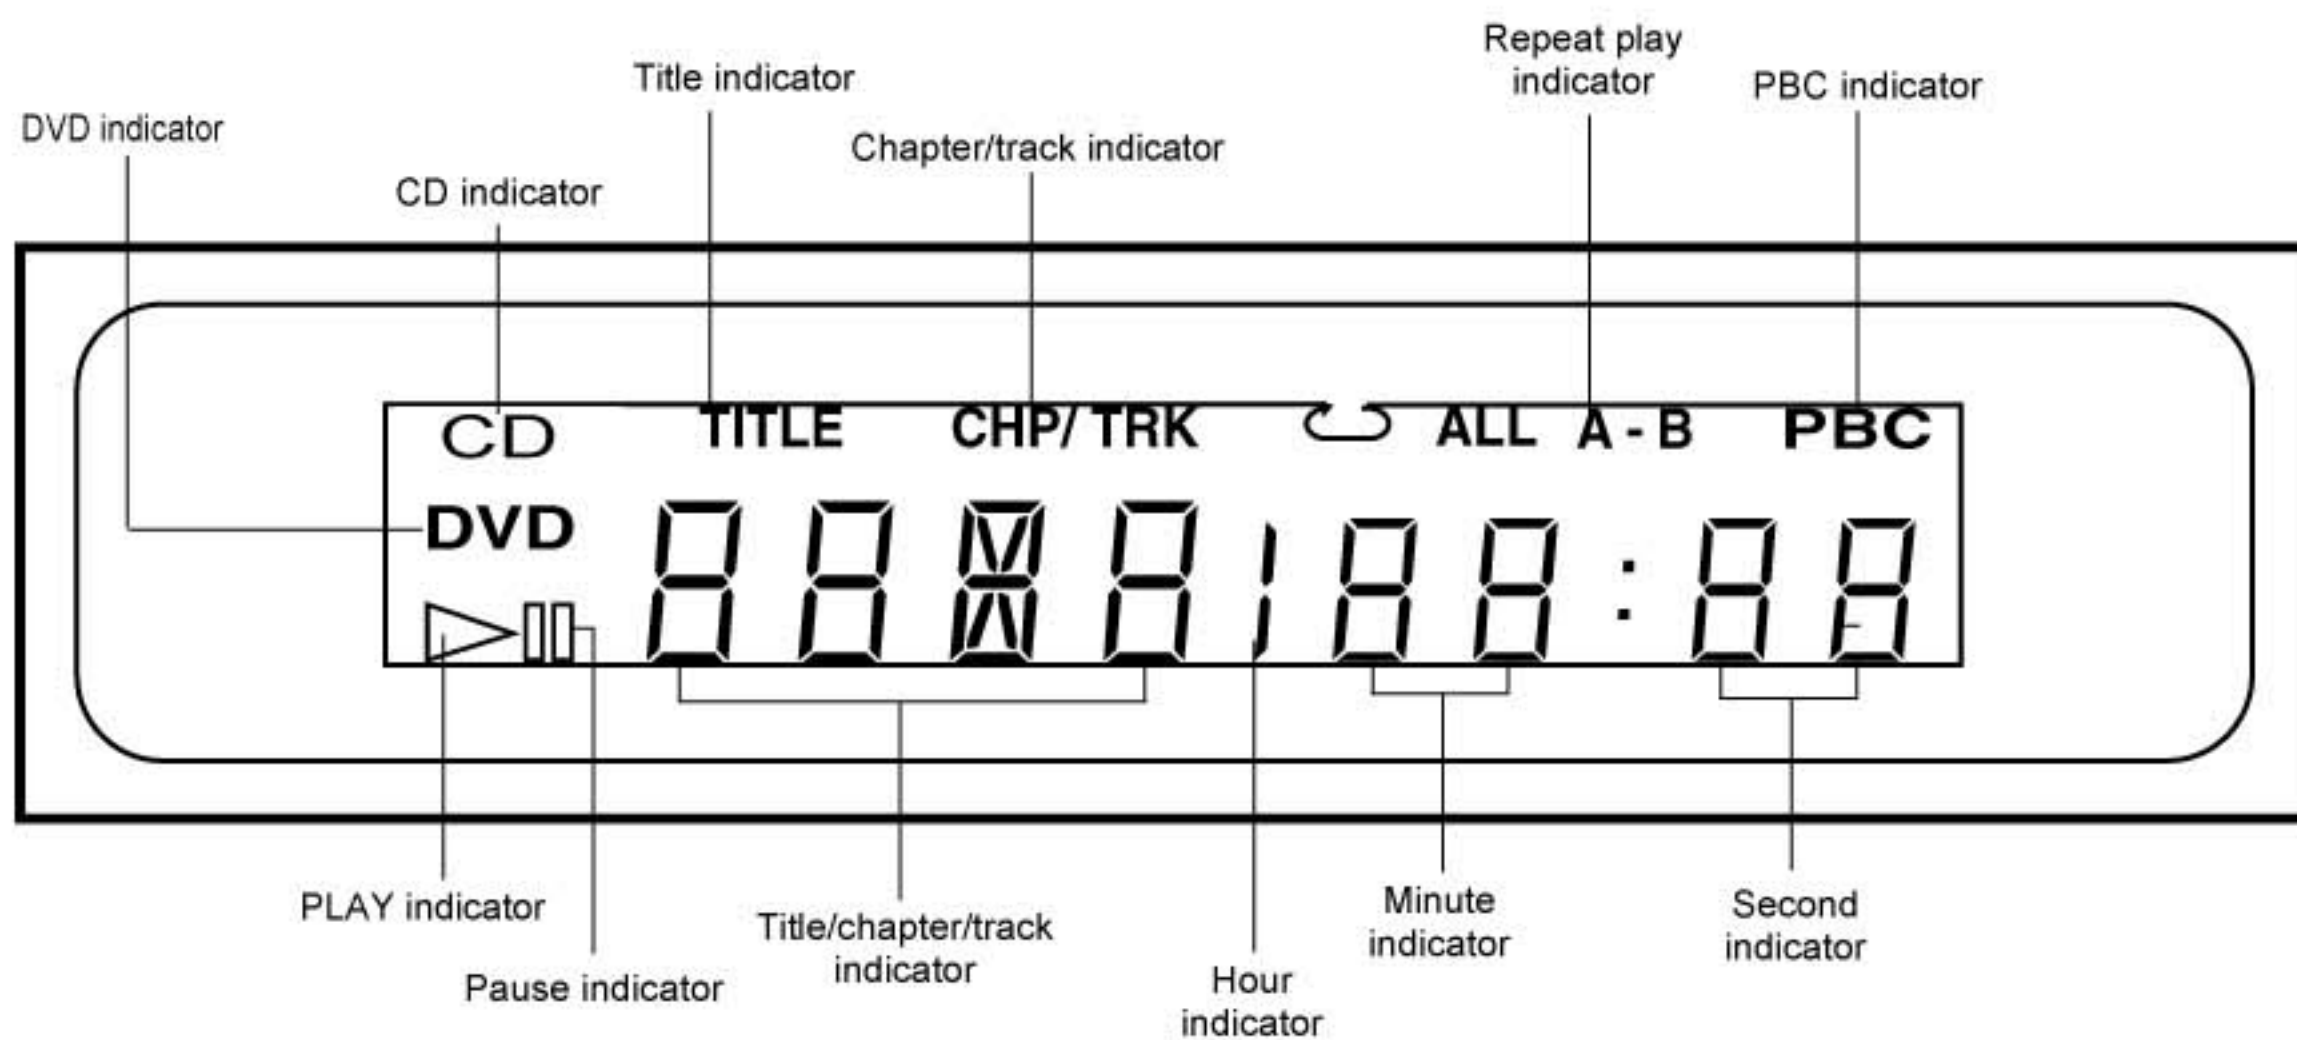 Repeat play
indicator
Title indicator
PBC indicator
DVD indicator
Chapter/track indicator
CD indicator
CD TITLE CHP/ TRK ALL A - B PBC
DVD
PLAY indicator
Title/chapter/track
indicator
Pause indicator
Hour
indicator
Minute
indicator
Second
indicator